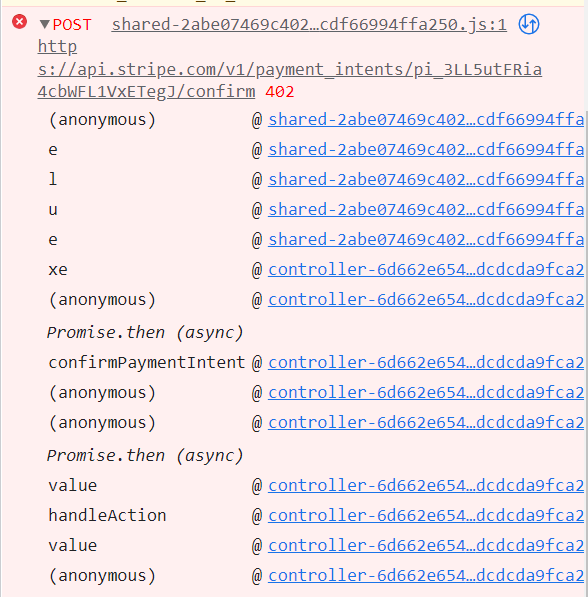 ▼POST shared-2abe07469c402…cdf66994ffa250.js:1
http
s://api.stripe.com/v1/payment_intents/pi_3LL5utFRia
4cbWFL1VxETegJ/confirm 402
(anonymous) @ shared-2abe07469c402…cdf66994ffa
e @ shared-2abe07469c402…cdf66994ffa
l @ shared-2abe07469c402…cdf66994ffa
u @ shared-2abe07469c402…cdf66994ffa
e @ shared-2abe07469c402…cdf66994ffa
xe @ controller-6d662e654…dcdcda9fca2
(anonymous) @ controller-6d662e654…dcdcda9fca2
Promise.then (async)
confirmPaymentIntent @ controller-6d662e654…dcdcda9fca2
(anonymous) @ controller-6d662e654…dcdcda9fca2
(anonymous) @ controller-6d662e654…dcdcda9fca2
Promise.then (async)
value @ controller-6d662e654…dcdcda9fca2
handleAction @ controller-6d662e654…dcdcda9fca2
value @ controller-6d662e654…dcdcda9fca2
(anonymous) @ controller-6d662e654…dcdcda9fca2